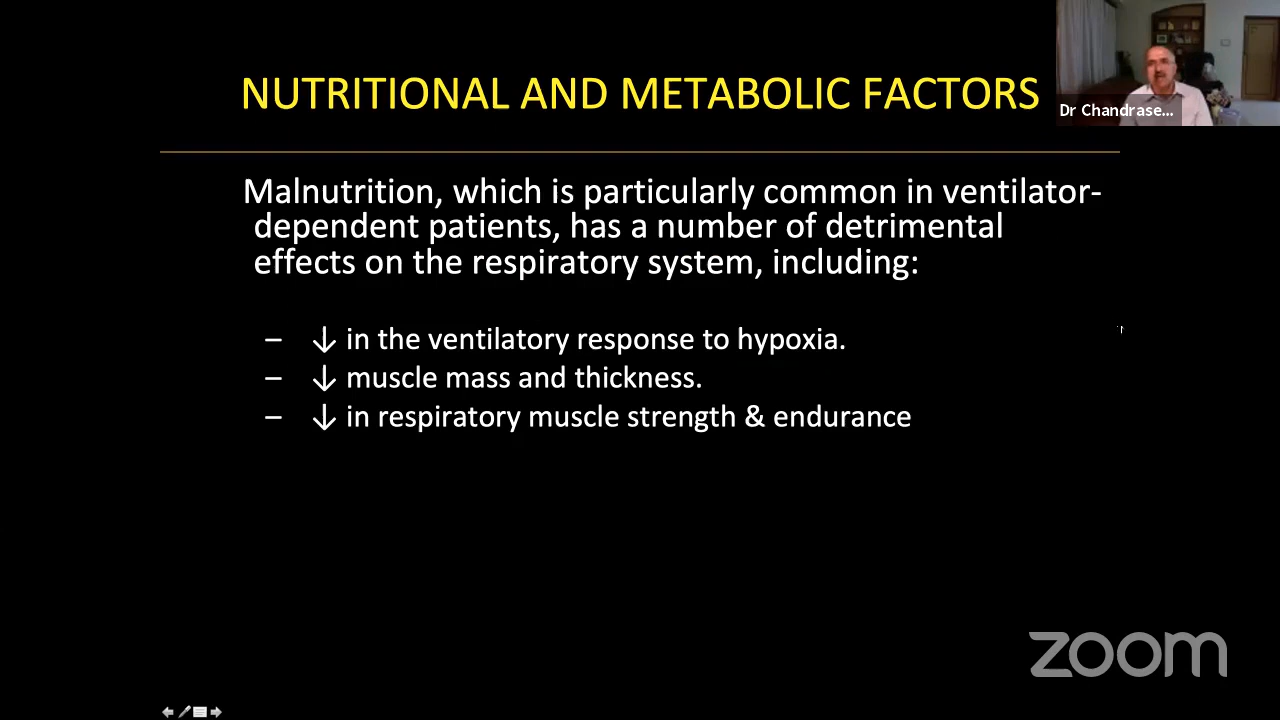 NUTRITIONAL AND METABOLIC FACTORS
Dr Chandrase...
Malnutrition, which is particularly common in ventilator-
dependent patients, has a number of detrimental
effects on the respiratory system, including:
– ↓ in the ventilatory response to hypoxia.
– ↓ muscle mass and thickness.
– ↓ in respiratory muscle strength & endurance
zoom